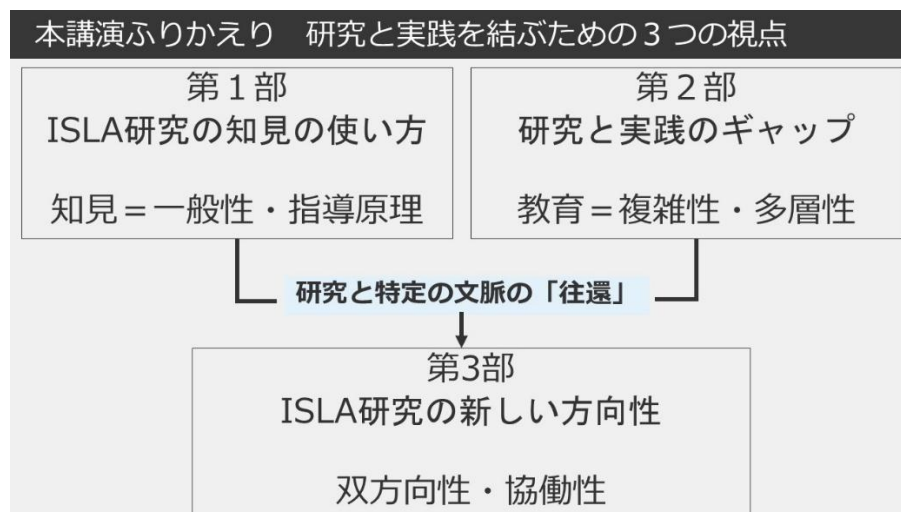 本講演ふりかえり　研究と実践を結ぶための３つの視点
第１部
ISLA研究の知見の使い方
知見＝一般性・指導原理
第２部
研究と実践のギャップ
教育＝複雑性・多層性
研究と特定の文脈の「往還」
第3部
ISLA研究の新しい方向性
双方向性・協働性